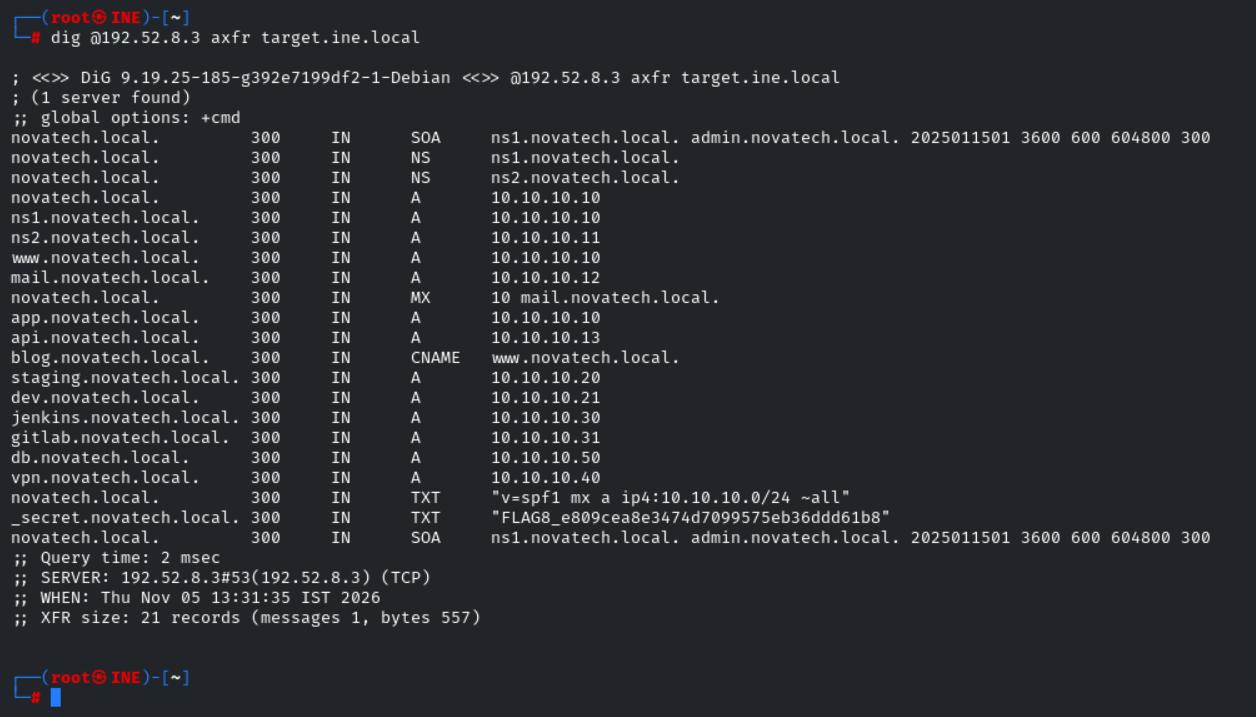 ┌──(root㉿INE)-[~]
└─# dig @192.52.8.3 axfr target.ine.local

; <<>> DiG 9.19.25-185-g392e7199df2-1-Debian <<>> @192.52.8.3 axfr target.ine.local
; (1 server found)
;; global options: +cmd
novatech.local.         300     IN      SOA     ns1.novatech.local. admin.novatech.local. 2025011501 3600 600 604800 300
novatech.local.         300     IN      NS      ns1.novatech.local.
novatech.local.         300     IN      NS      ns2.novatech.local.
novatech.local.         300     IN      A       10.10.10.10
ns1.novatech.local.     300     IN      A       10.10.10.10
ns2.novatech.local.     300     IN      A       10.10.10.11
www.novatech.local.     300     IN      A       10.10.10.10
mail.novatech.local.    300     IN      A       10.10.10.12
novatech.local.         300     IN      MX      10 mail.novatech.local.
app.novatech.local.     300     IN      A       10.10.10.10
api.novatech.local.     300     IN      A       10.10.10.13
blog.novatech.local.    300     IN      CNAME   www.novatech.local.
staging.novatech.local. 300     IN      A       10.10.10.20
dev.novatech.local.     300     IN      A       10.10.10.21
jenkins.novatech.local. 300     IN      A       10.10.10.30
gitlab.novatech.local.  300     IN      A       10.10.10.31
db.novatech.local.      300     IN      A       10.10.10.50
vpn.novatech.local.     300     IN      A       10.10.10.40
novatech.local.         300     IN      TXT     "v=spf1 mx a ip4:10.10.10.0/24 ~all"
_secret.novatech.local. 300     IN      TXT     "FLAG8_e809cea8e3474d7099575eb36ddd61b8"
novatech.local.         300     IN      SOA     ns1.novatech.local. admin.novatech.local. 2025011501 3600 600 604800 300
;; Query time: 2 msec
;; SERVER: 192.52.8.3#53(192.52.8.3) (TCP)
;; WHEN: Thu Nov 05 13:31:35 IST 2026
;; XFR size: 21 records (messages 1, bytes 557)

┌──(root㉿INE)-[~]
└─#